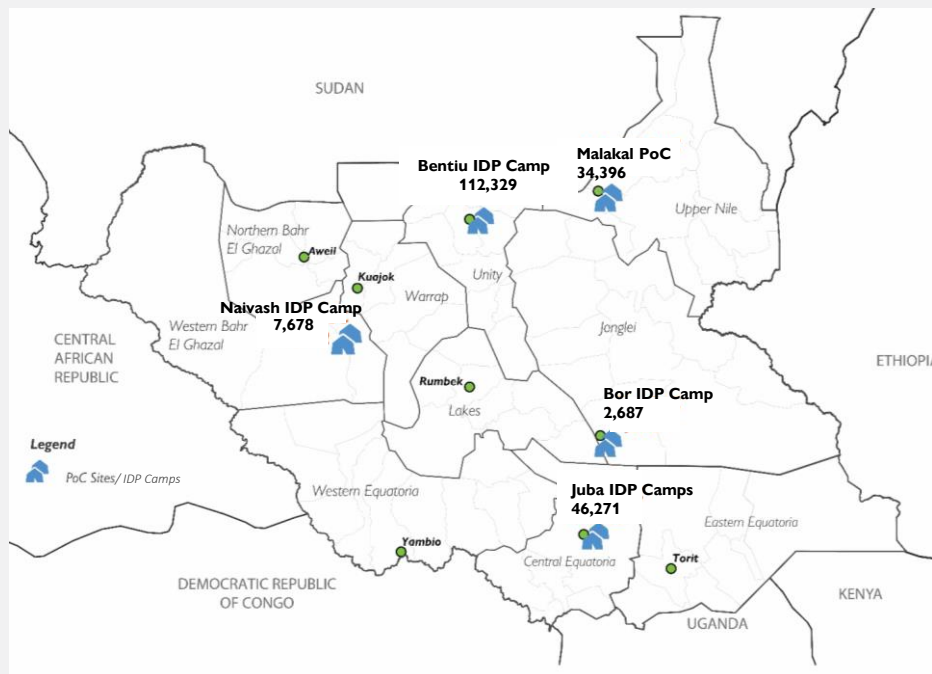 SUDAN
Bentiu IDP Camp
112,329
Malakal PoC
34,396
Upper Nile
Northern Bahr
El Ghazal
Aweil
Kuajok
Unity
Warrap
Naivash IDP Camp
7,678
Western Bahr
El Ghazal
Jonglei
CENTRAL
AFRICAN
REPUBLIC
ETHIOPIA
Rumbek
Lakes
Bor IDP Camp
2,687
Legend
PoC Sites/ IDP Camps
Juba IDP Camps
46,271
Western Equatoria
Eastern Equatoria
Yambio
Central Equatoria
Torit
DEMOCRATIC REPUBLIC
OF CONGO
KENYA
UGANDA